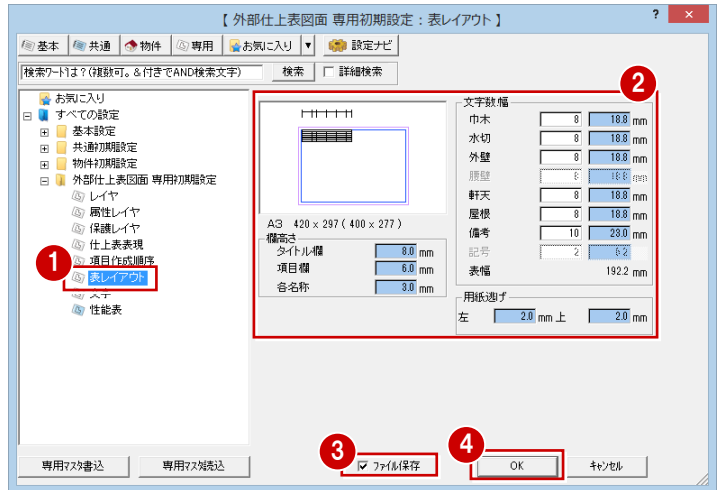 【 外部仕上表図面 専用初期設定：表レイアウト 】
? ×
基本 共通 物件 専用 お気に入り ▼ 設定ナビ
検索ワードは？(複数可。＆付きでAND検索文字) 検索 詳細検索
お気に入り
すべての設定
基本設定
共通初期設定
物件初期設定
外部仕上表図面 専用初期設定
レイヤ
属性レイヤ
保護レイヤ
仕上表表現
項目作成順序
1
表レイアウト
文字
性能表
2
A3 420 × 297 ( 400 × 277 )
欄高さ
タイトル欄 8.0 mm
項目欄 6.0 mm
各名称 3.0 mm
文字数/幅
巾木 8 18.8 mm
水切 8 18.8 mm
外壁 8 18.8 mm
腰壁 8 18.8 mm
軒天 8 18.8 mm
屋根 8 18.8 mm
備考 10 23.0 mm
記号 2 6.2
表幅 192.2 mm
用紙逃げ
左 2.0 mm 上 2.0 mm
専用マスタ書込 専用マスタ読込
3
ファイル保存
4
OK キャンセル